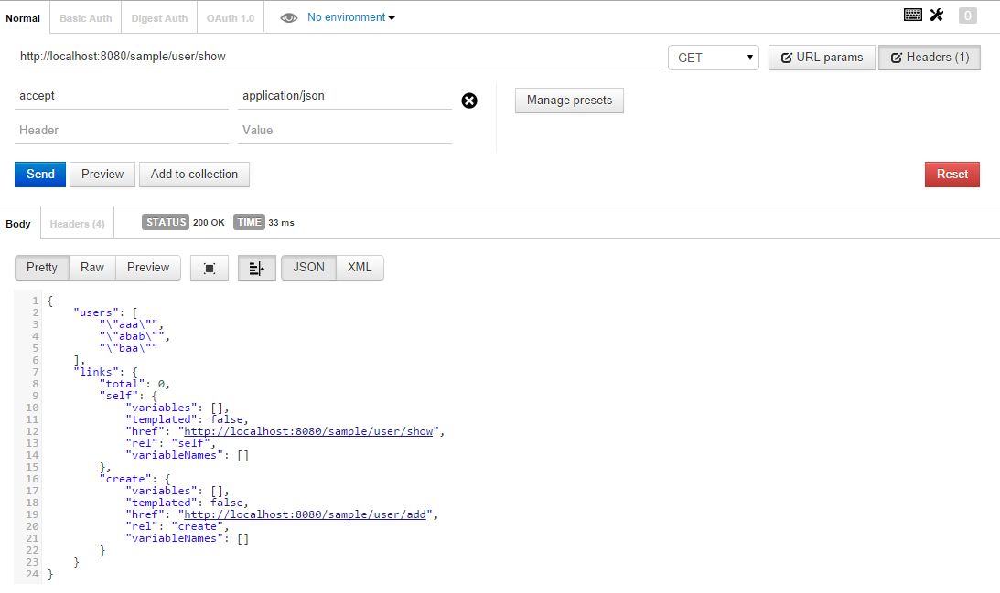 Normal Basic Auth Digest Auth OAuth 1.0 No environment 0
http://localhost:8080/sample/user/show GET URL params Headers (1)
accept application/json Manage presets
Header Value
Send Preview Add to collection Reset
Body Headers (4) STATUS 200 OK TIME 33 ms
Pretty Raw Preview JSON XML
1 {
2 "users": [
3 "\"aaa\"",
4 "\"abab\"",
5 "\"baa\""
6 ],
7 "links": {
8 "total": 0,
9 "self": {
10 "variables": [],
11 "templated": false,
12 "href": "http://localhost:8080/sample/user/show",
13 "rel": "self",
14 "variableNames": []
15 },
16 "create": {
17 "variables": [],
18 "templated": false,
19 "href": "http://localhost:8080/sample/user/add",
20 "rel": "create",
21 "variableNames": []
22 }
23 }
24 }